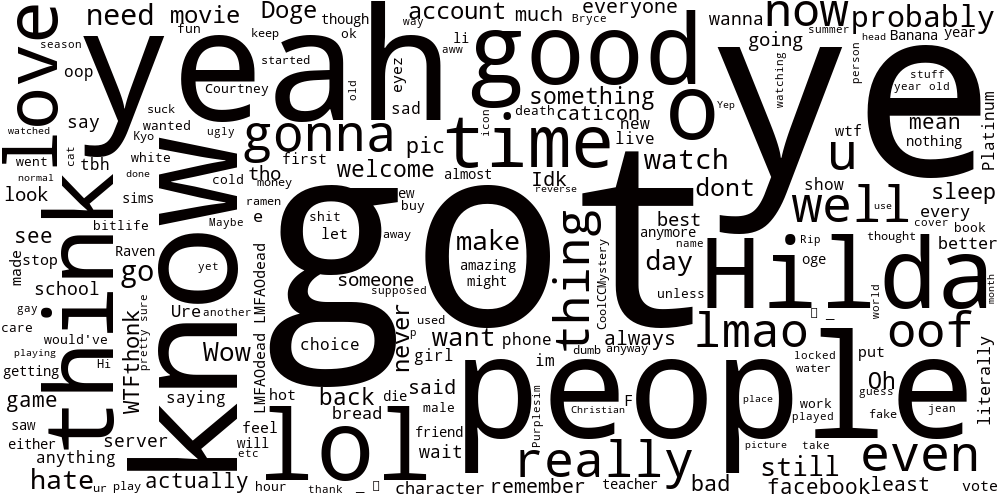 love
season
oop
say
watched
went
normal
look
see
made
stop
school
gay
care
playing
getting
game
saw
either
anything
hate
ur
play
actually
need
movie
fun
yeah
suck
wanted
Kyo
cat
tbh
white
done
think
sims
bitlife
Raven
go
would've
Hi
WTFthonk
pretty sure
server
saying
know
ugly
cold
Maybe
yet
Ure
another
Wow
Courtney
Doge
keep
started
though
ok
old
way
account
li
aww
eyez
sad
gonna
first
tho
money
ramen
e
welcome
pic
almost
ew
buy
away
shit
let
got
choice
LMFAOdead LMFAOdead
someone
supposed
never
used
p
want
girl
phone
im
hot
back
bread
die
said
male
friend
wait
feel
will
etc
lol
hour
thank
_
character
remember
much
Bryce
everyone
good
something
death
caticon
icon
time
new
live
Idk
reverse
make
amazing
might
thing
CoolCCMystery
dumb
anyway
always
o
Yep
watch
dont
best
anymore
name
day
unless
wanna
now
summer
going
watching
person
probably
head
Banana
year
ye
stuff
year old
mean
nothing
Platinum
wtf
u
show
well
use
sleep
every
cover
book
better
thought
Rip
oge
Hilda
month
world
_
lmao
oof
locked
water
put
Oh
guess
fake
jean
literally
people
Purplesim
Christian
F
place
work
played
picture
take
really
teacher
bad
still
facebook
even
least
vote